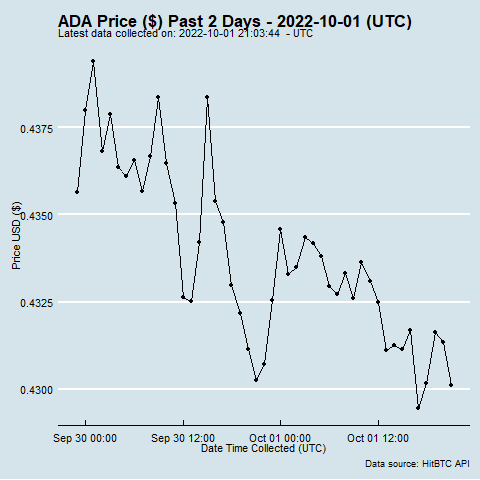 ADA Price ($) Past 2 Days - 2022-10-01 (UTC)
Latest data collected on: 2022-10-01 21:03:44  - UTC
Price USD ($)
0.4375
0.4350
0.4325
0.4300
Sep 30 00:00
Sep 30 12:00
Oct 01 00:00
Oct 01 12:00
Date Time Collected (UTC)
Data source: HitBTC API